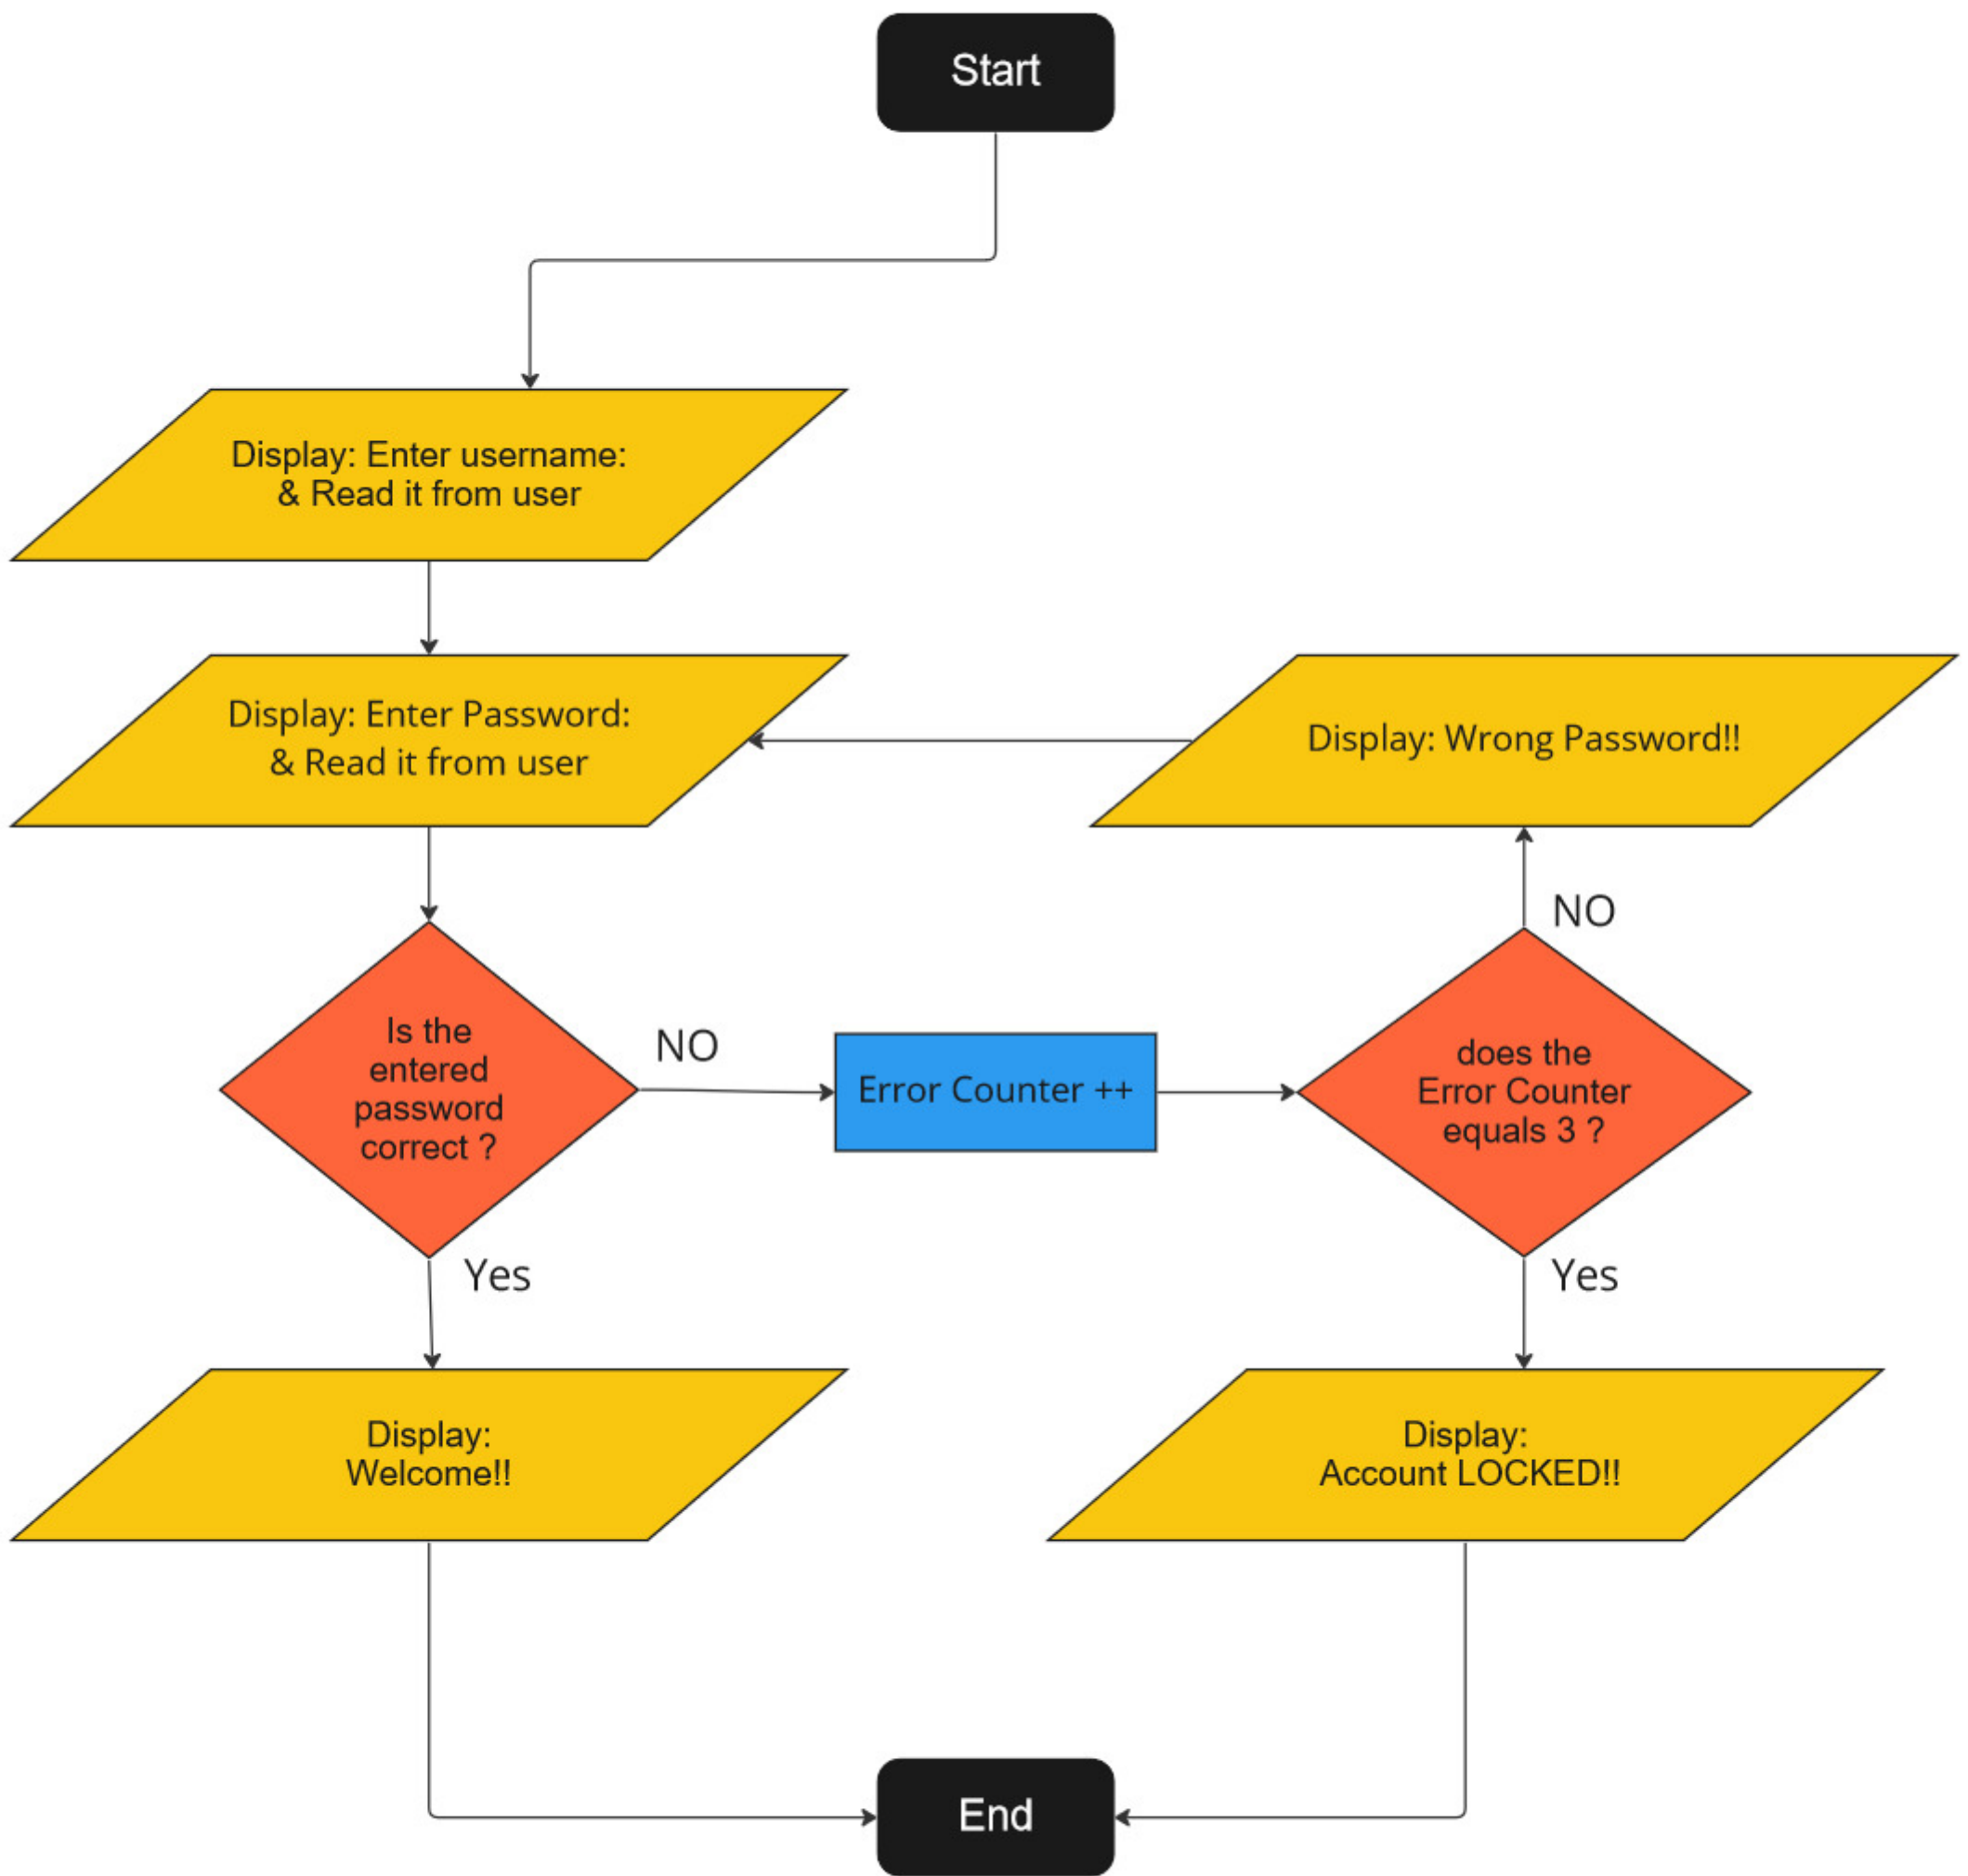 Start
Display: Enter username:
& Read it from user
Display: Enter Password:
& Read it from user
Display: Wrong Password!!
NO
Is the
entered
password
correct ?
NO
Error Counter ++
does the
Error Counter
equals 3 ?
Yes
Yes
Display:
Welcome!!
Display:
Account LOCKED!!
End